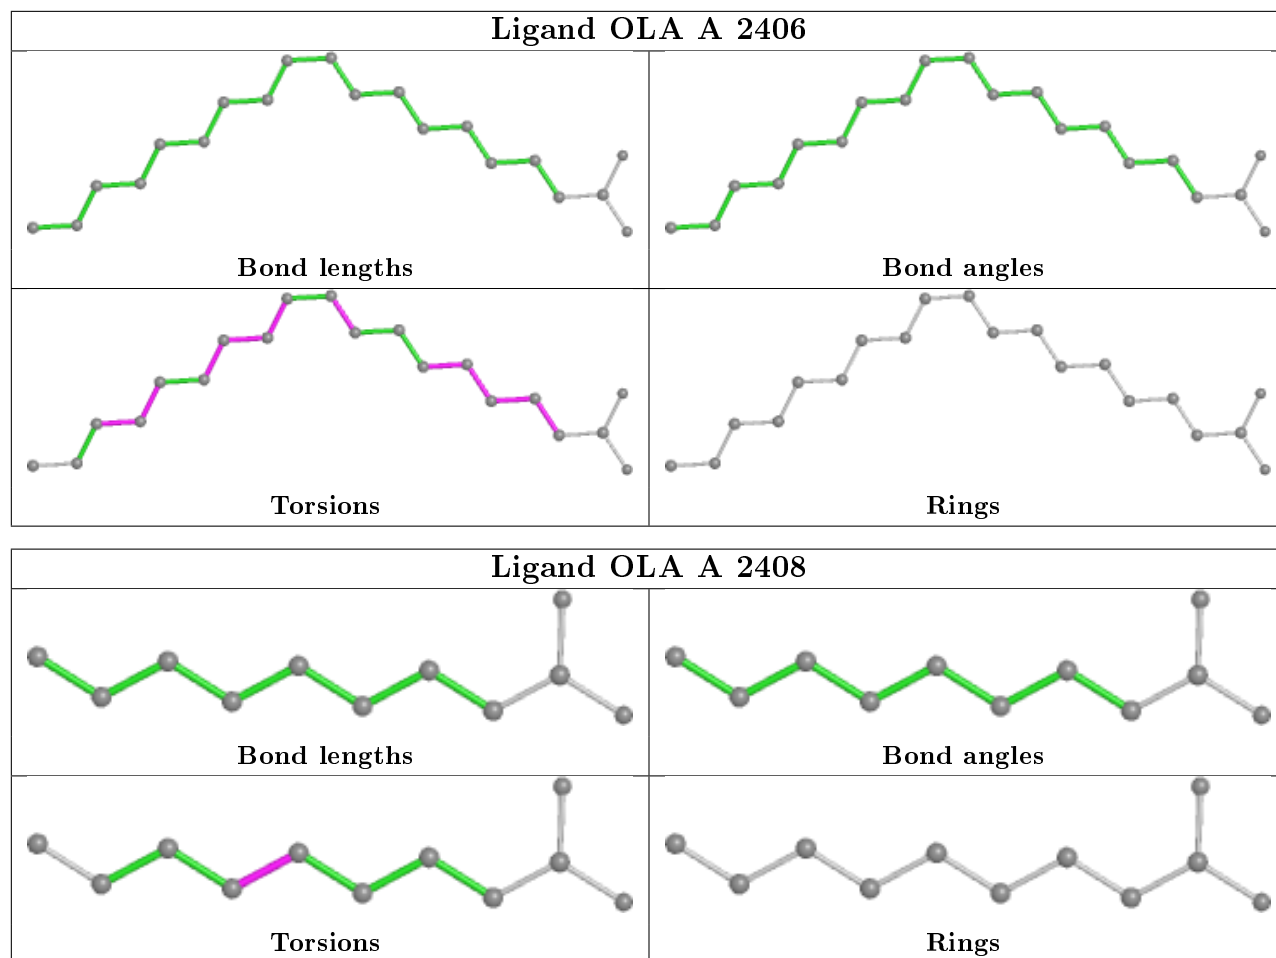 Ligand OLA A 2406
Bond lengths
Bond angles
Torsions
Rings
Ligand OLA A 2408
Bond lengths
Bond angles
Torsions
Rings